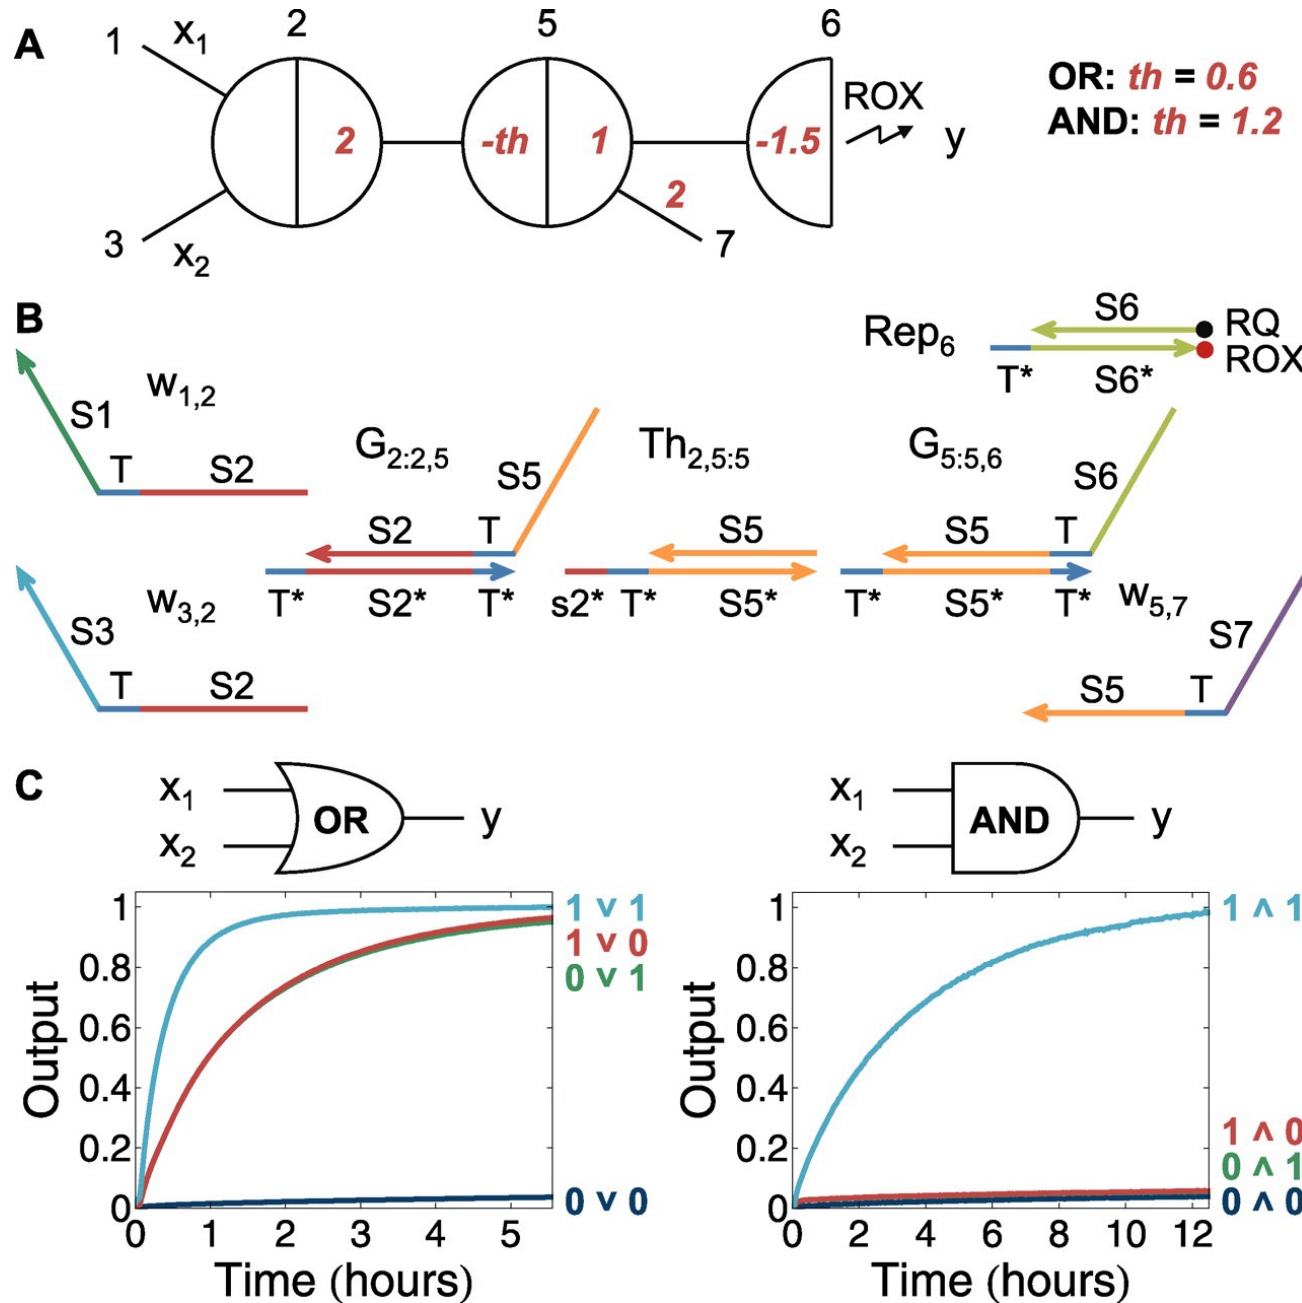 A
1
x₁
2
5
6
2
-th
1
-1.5
ROX
y
2
3
x₂
7
OR: th = 0.6
AND: th = 1.2
B
S1
w₁,₂
T
S2
G₂:₂,₅
S5
S2
T
T*
S2*
T*
S3
w₃,₂
T
S2
Th₂,₅:₅
S5
s2*
T*
S5*
G₅:₅,₆
S6
S5
T
T*
S5*
T*
Rep₆
S6
RQ
ROX
T*
S6*
w₅,₇
S7
S5
T
C
x₁
x₂
OR
y
Output
1
0.8
0.6
0.4
0.2
0
0
1
2
3
4
5
Time (hours)
1 ∨ 1
1 ∨ 0
0 ∨ 1
0 ∨ 0
x₁
x₂
AND
y
Output
1
0.8
0.6
0.4
0.2
0
0
2
4
6
8
10
12
Time (hours)
1 ∧ 1
1 ∧ 0
0 ∧ 1
0 ∧ 0